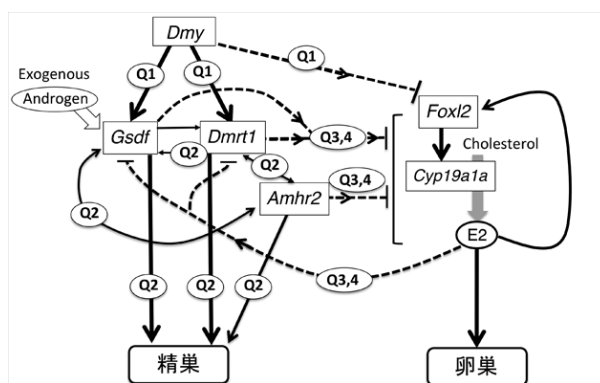 Dmy
Q1
Q1
Q1
Exogenous
Androgen
Gsdf
Dmrt1
Q2
Q3,4
Foxl2
Cholesterol
Q2
Q3,4
Cyp19a1a
Amhr2
Q2
E2
Q3,4
Q2
Q2
Q2
精巣
卵巣